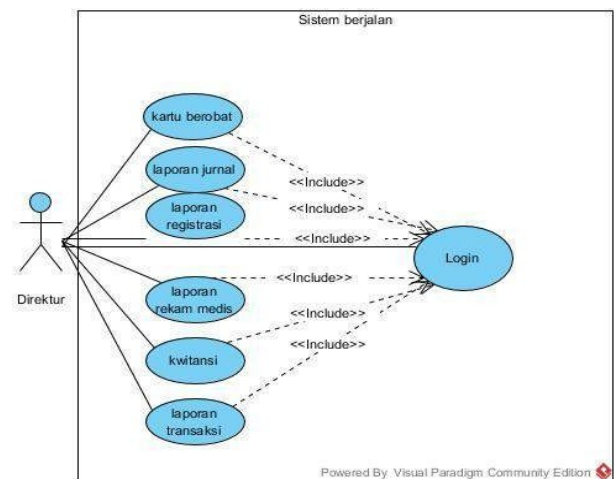 Sistem berjalan
kartu berobat
<<Include>>
laporan jurnal
<<Include>>
laporan
registrasi
<<Include>>
Login
Direktur
laporan
rekam medis
<<Include>>
kwitansi
<<Include>>
<<Include>>
laporan
transaksi
Powered By Visual Paradigm Community Edition